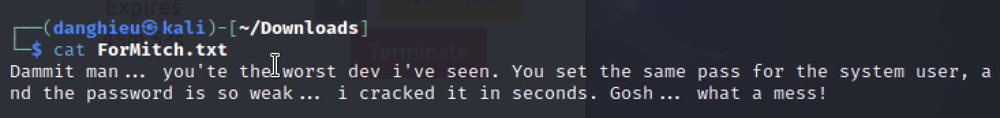 Expires
Terminate
┌──(danghieu㉿kali)-[~/Downloads]
└─$ cat ForMitch.txt
Dammit man... you'te the worst dev i've seen. You set the same pass for the system user, a
nd the password is so weak... i cracked it in seconds. Gosh... what a mess!